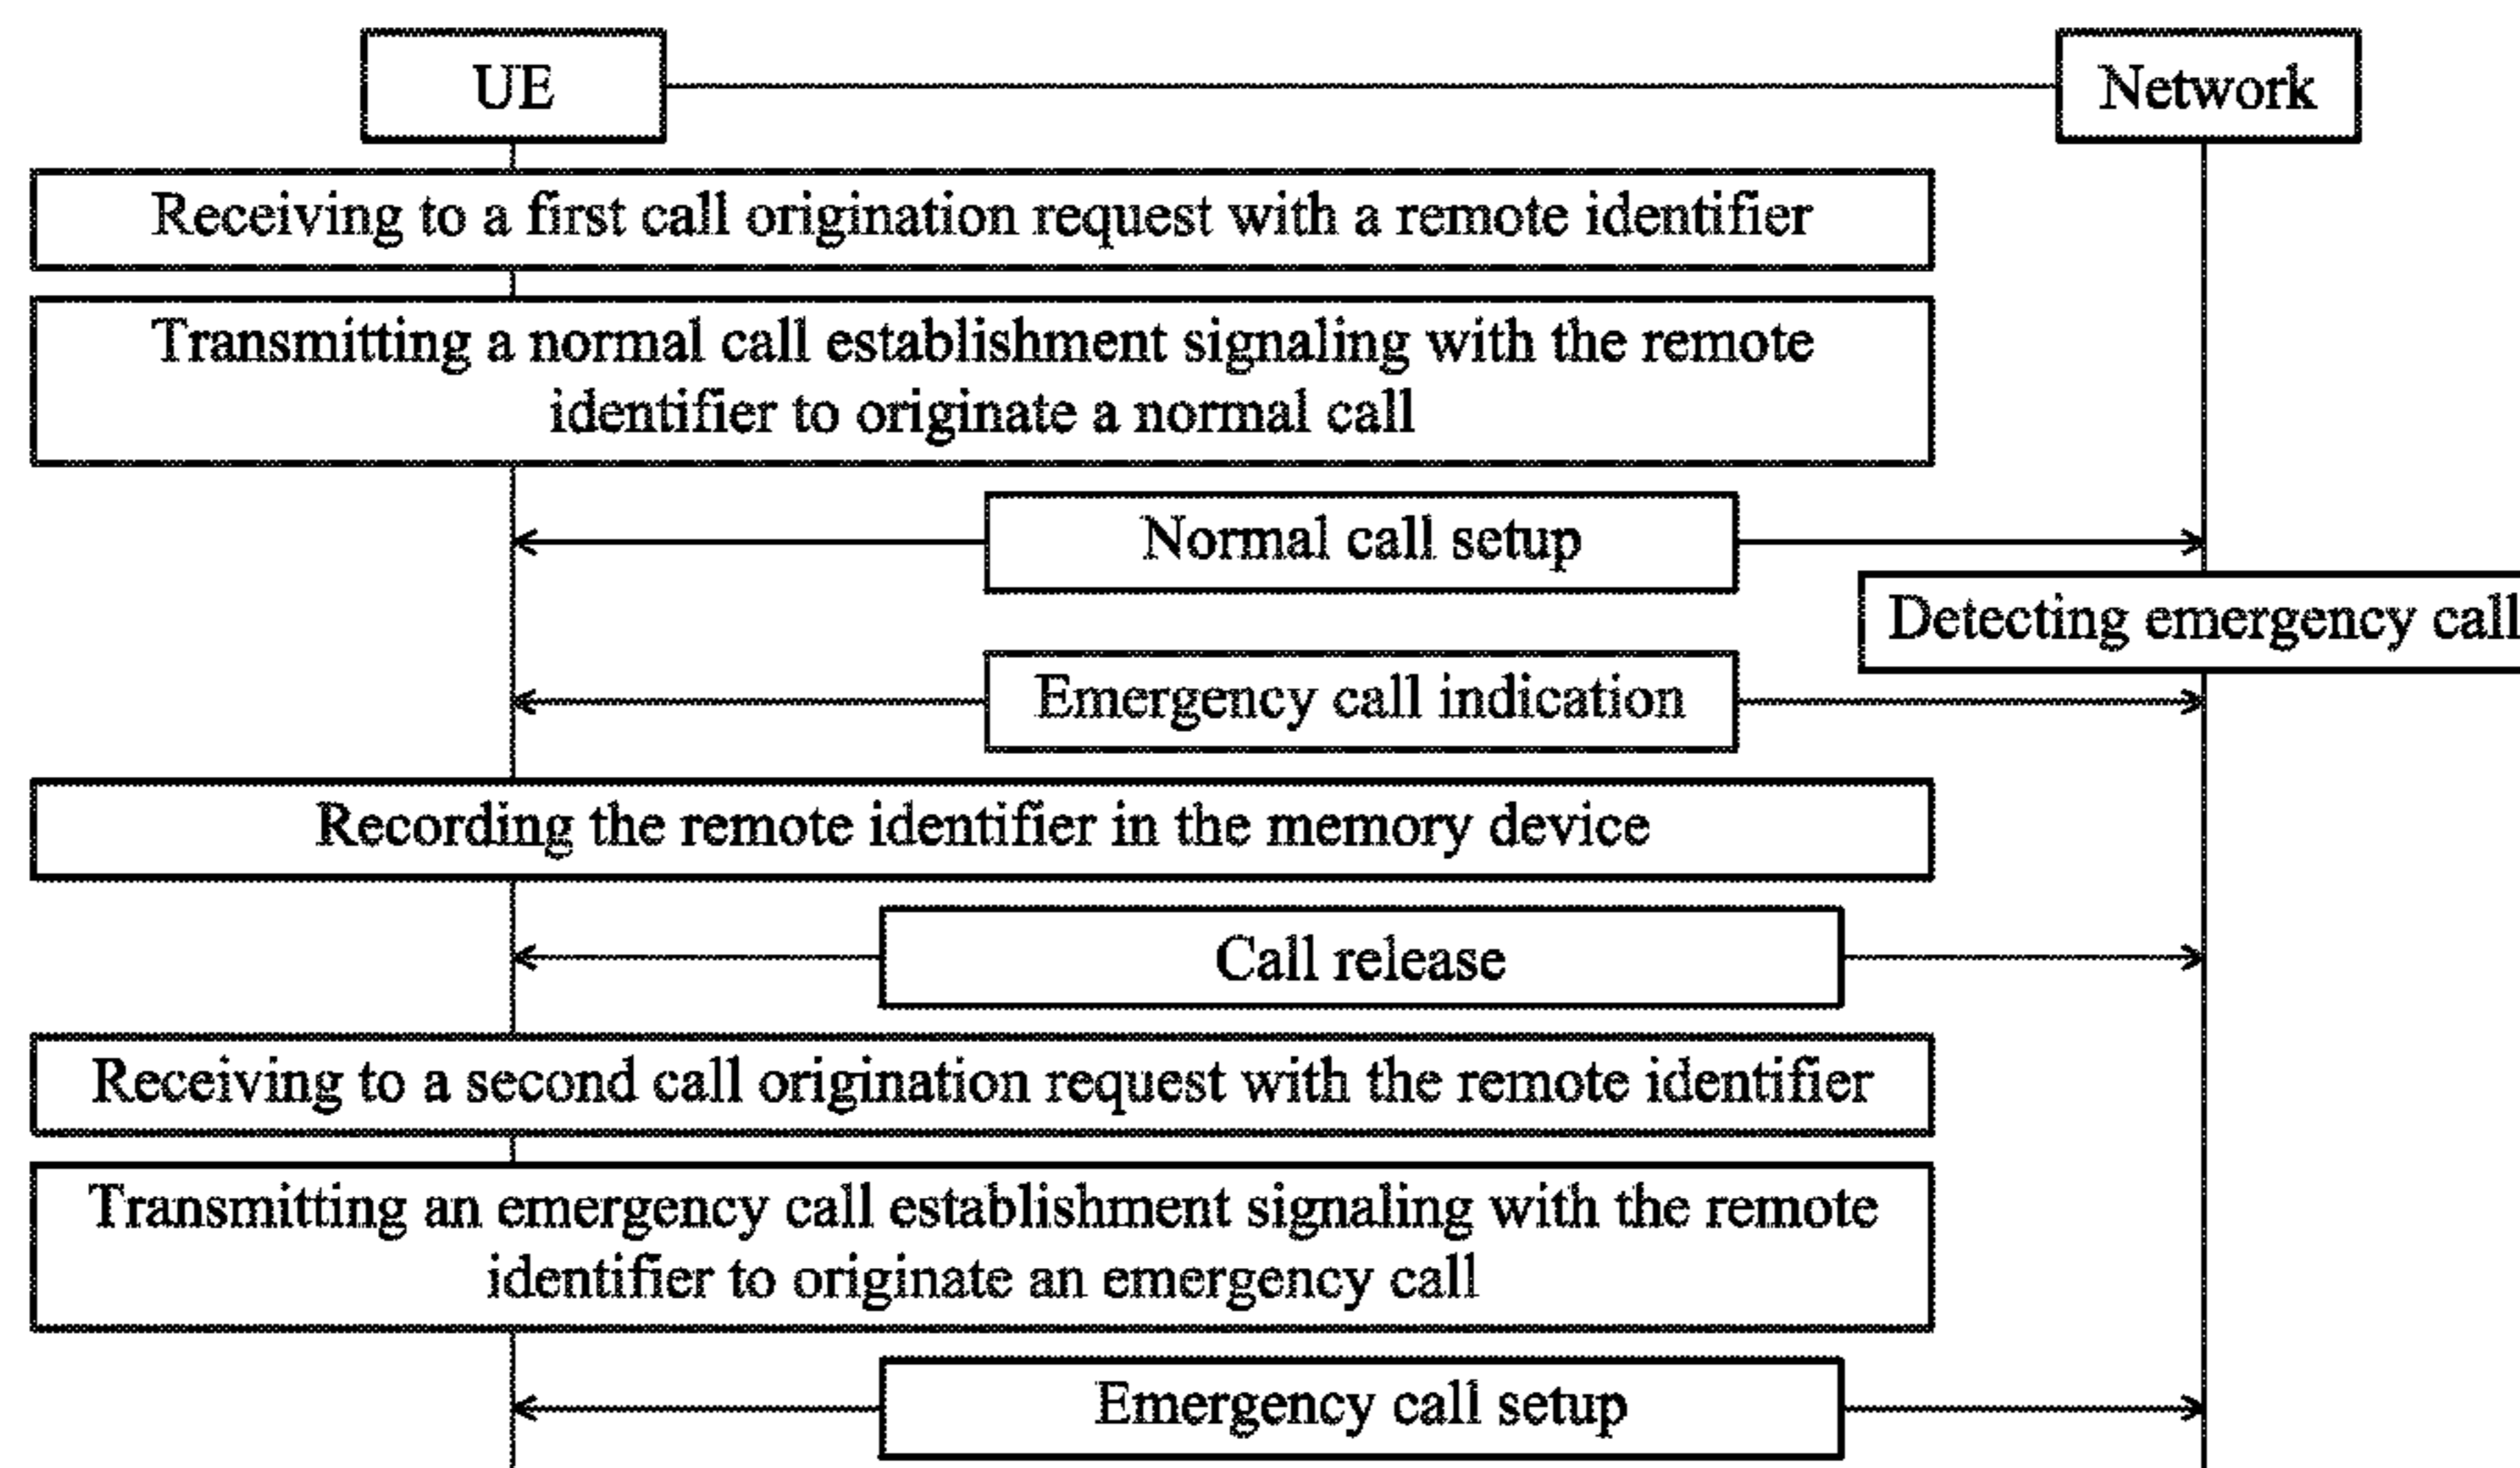 UE
Network
Receiving to a first call origination request with a remote identifier
Transmitting a normal call establishment signaling with the remote
identifier to originate a normal call
Normal call setup
Detecting emergency call
Emergency call indication
Recording the remote identifier in the memory device
Call release
Receiving to a second call origination request with the remote identifier
Transmitting an emergency call establishment signaling with the remote
identifier to originate an emergency call
Emergency call setup